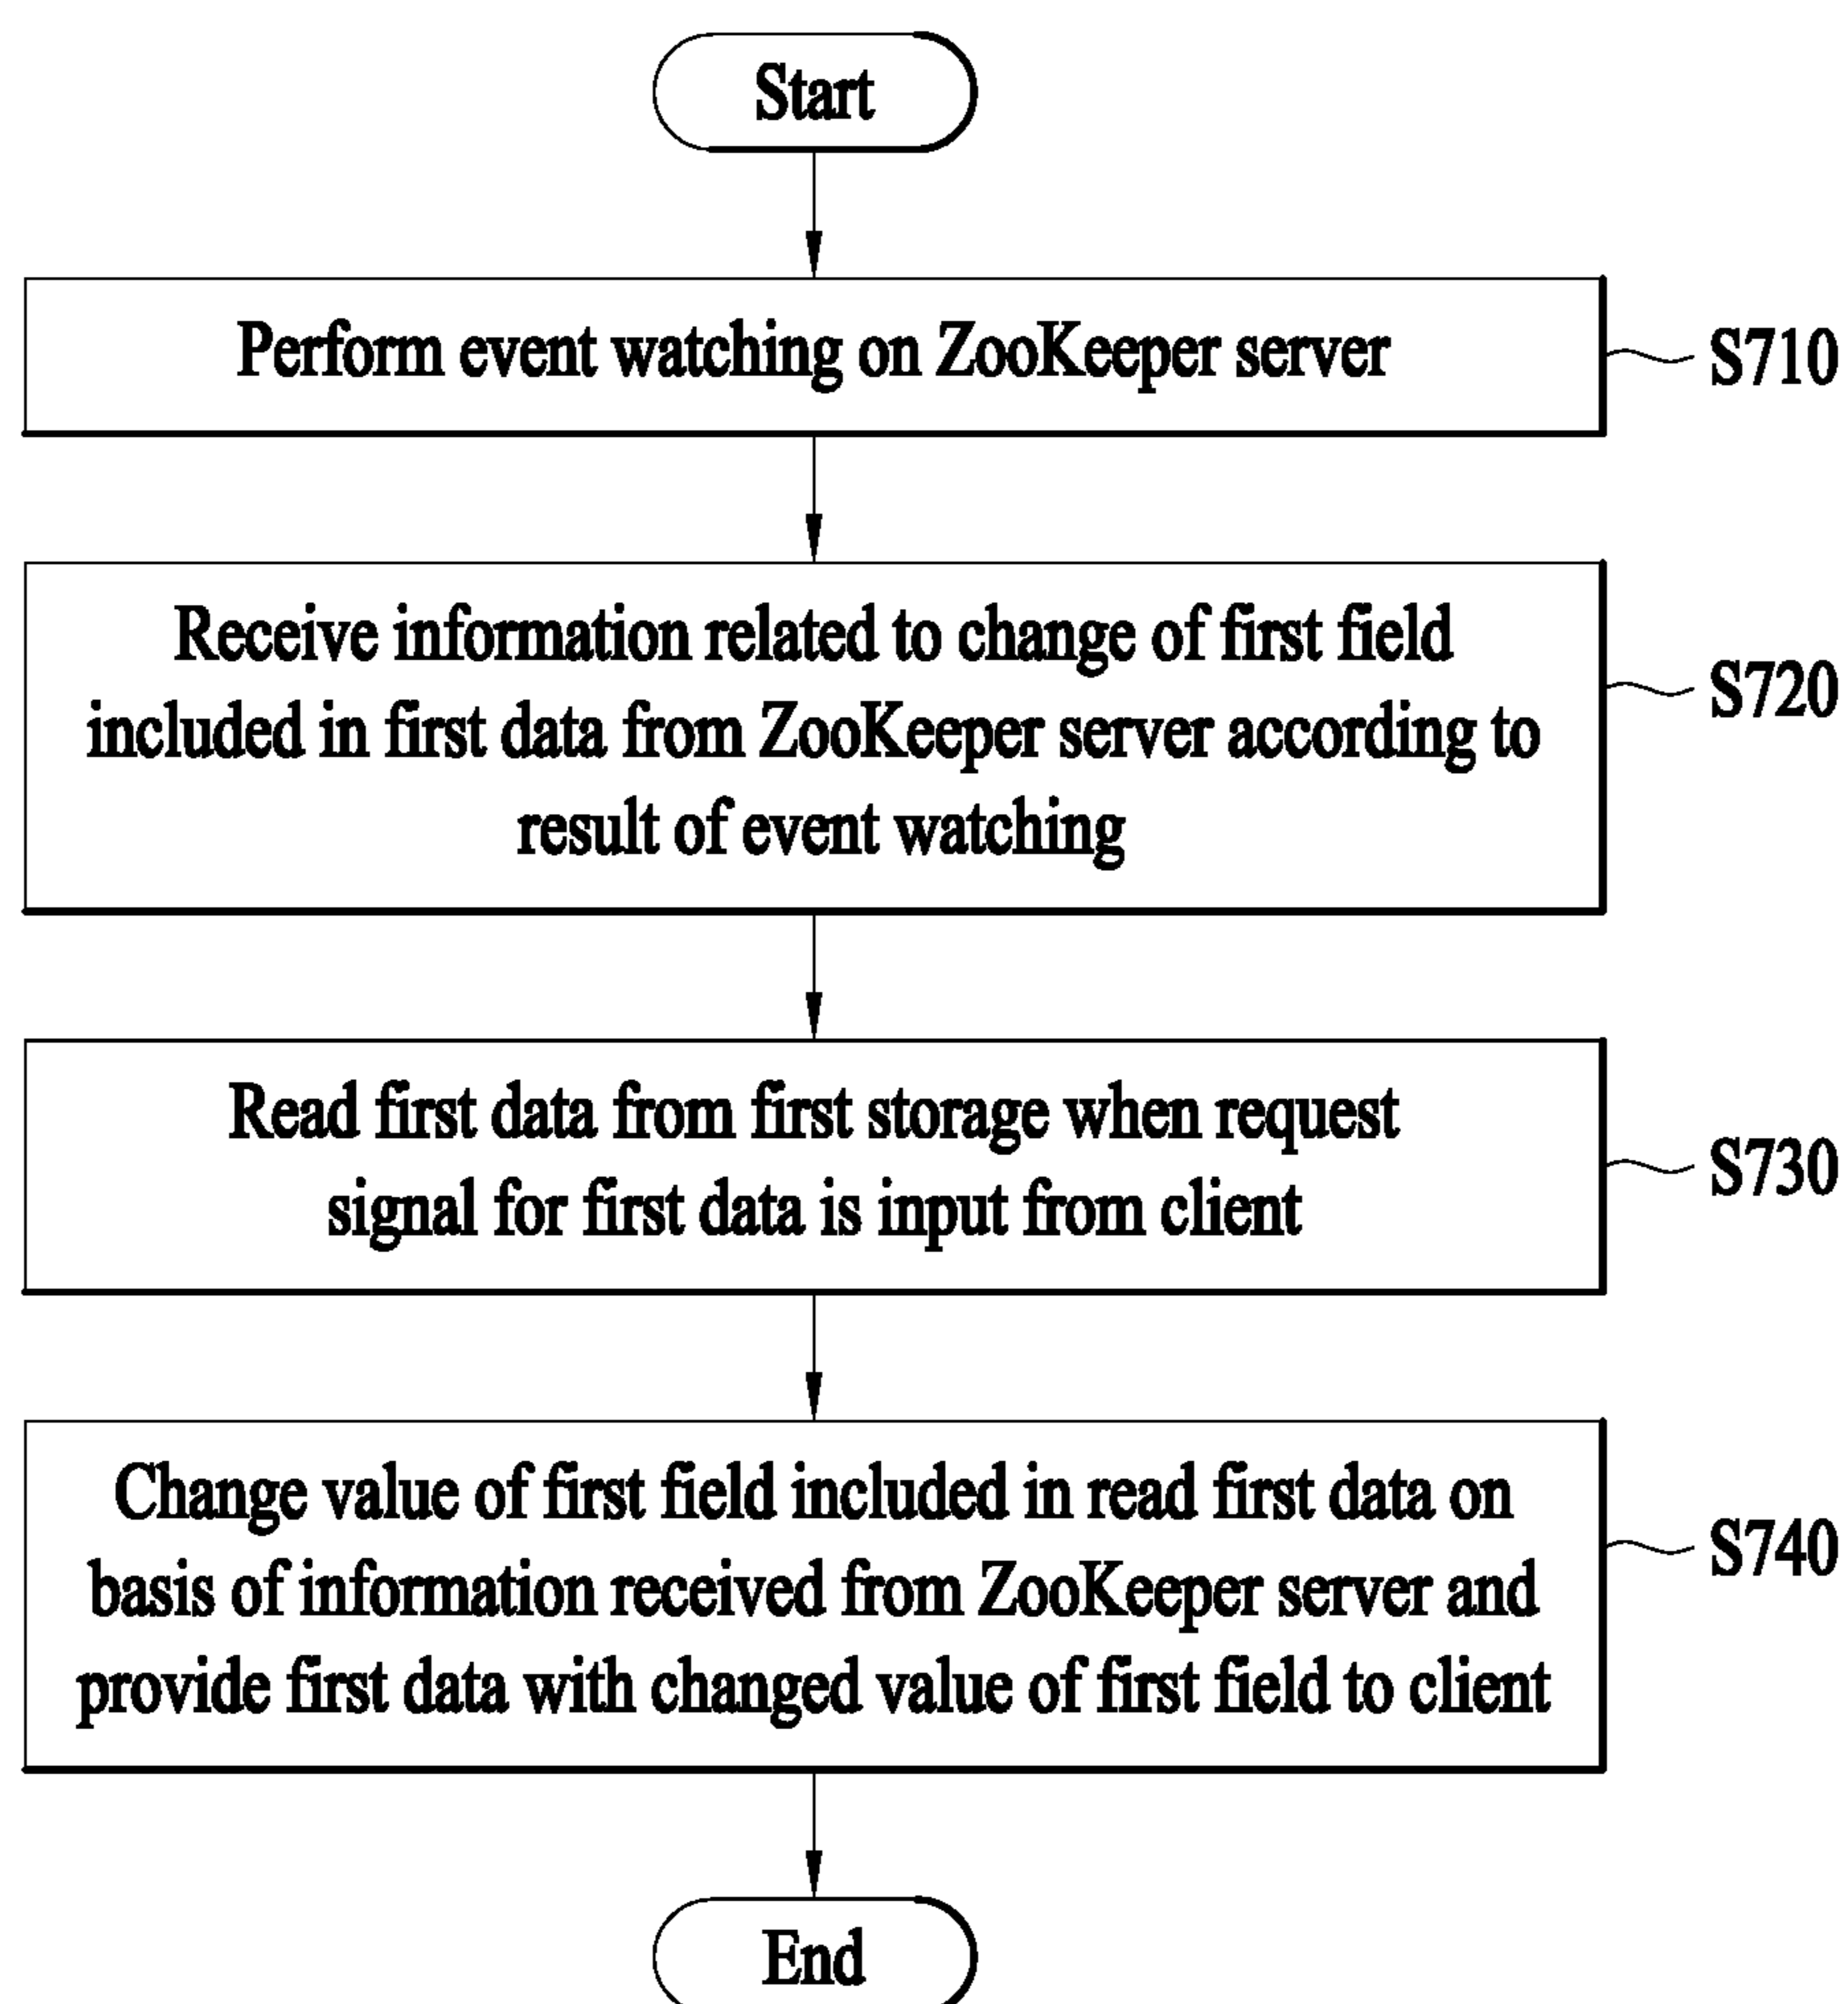 Start
Perform event watching on ZooKeeper server
S710
Receive information related to change of first field
included in first data from ZooKeeper server according to
result of event watching
S720
Read first data from first storage when request
signal for first data is input from client
S730
Change value of first field included in read first data on
basis of information received from ZooKeeper server and
provide first data with changed value of first field to client
S740
End